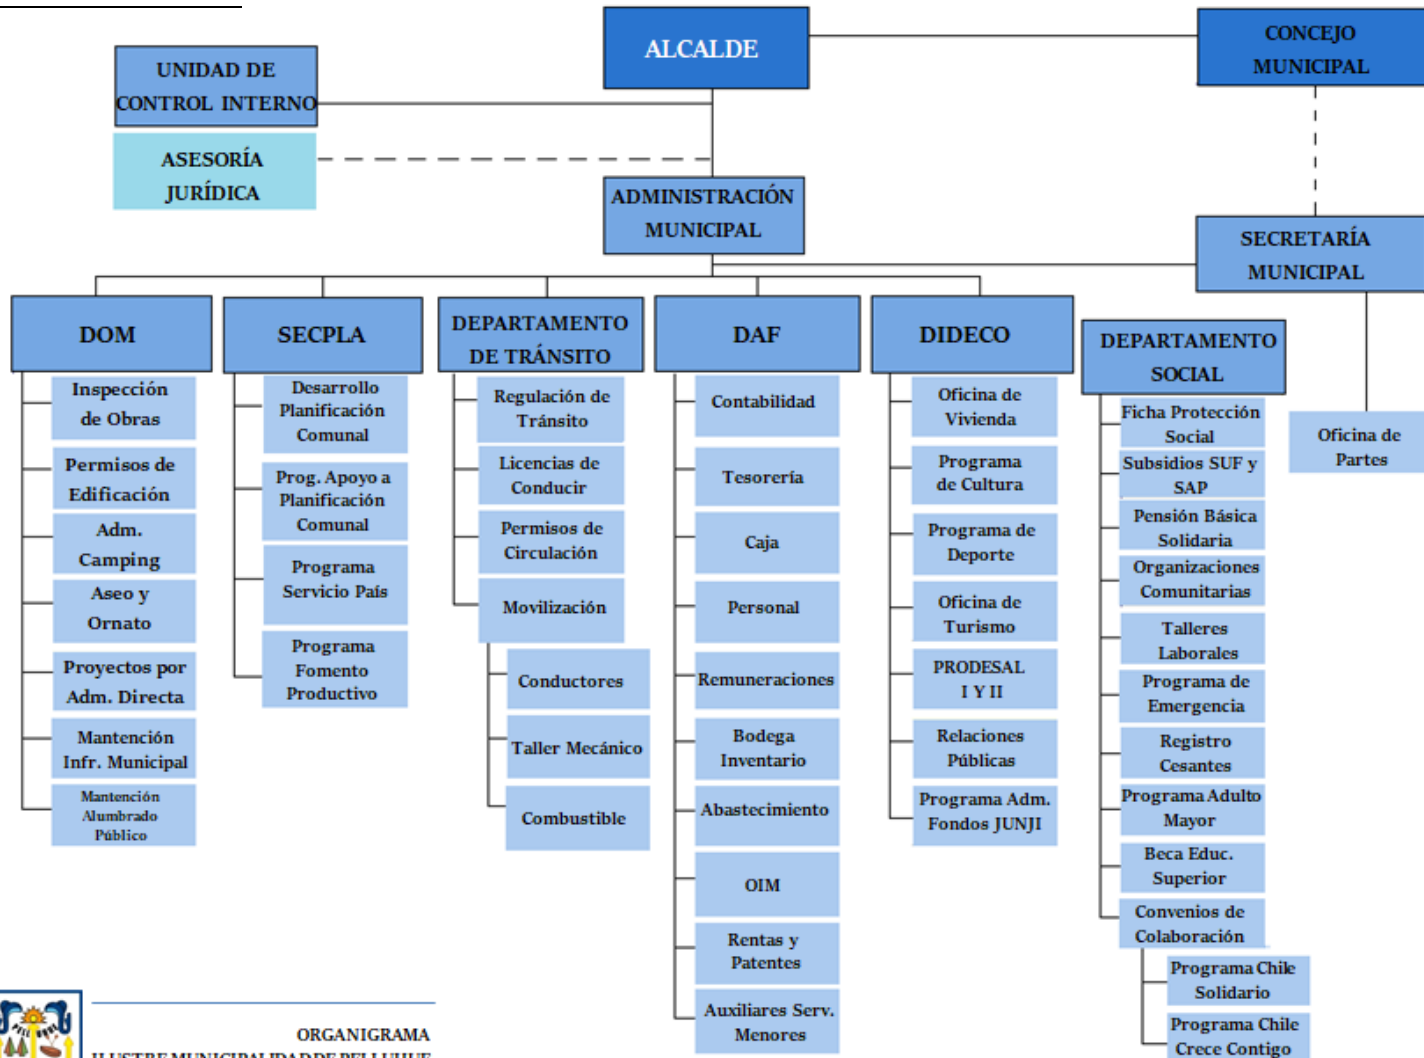 ALCALDE
CONCEJO
MUNICIPAL
UNIDAD DE
CONTROL INTERNO
ASESORÍA
JURÍDICA
ADMINISTRACIÓN
MUNICIPAL
SECRETARÍA
MUNICIPAL
DOM
Inspección
de Obras
Permisos de
Edificación
Adm.
Camping
Aseo y
Ornato
Proyectos por
Adm. Directa
Mantención
Infr. Municipal
Mantención
Alumbrado
Público
SECPLA
Desarrollo
Planificación
Comunal
Prog. Apoyo a
Planificación
Comunal
Programa
Servicio País
Programa
Fomento
Productivo
DEPARTAMENTO
DE TRÁNSITO
Regulación de
Tránsito
Licencias de
Conducir
Permisos de
Circulación
Movilización
Conductores
Taller Mecánico
Combustible
DAF
Contabilidad
Tesorería
Caja
Personal
Remuneraciones
Bodega
Inventario
Abastecimiento
OIM
Rentas y
Patentes
Auxiliares Serv.
Menores
DIDECO
Oficina de
Vivienda
Programa
de Cultura
Programa de
Deporte
Oficina de
Turismo
PRODESAL
I Y II
Relaciones
Públicas
Programa Adm.
Fondos JUNJI
DEPARTAMENTO
SOCIAL
Ficha Protección
Social
Subsidios SUF y
SAP
Pensión Básica
Solidaria
Organizaciones
Comunitarias
Talleres
Laborales
Programa de
Emergencia
Registro
Cesantes
Programa Adulto
Mayor
Beca Educ.
Superior
Convenios de
Colaboración
Programa Chile
Solidario
Programa Chile
Crece Contigo
Oficina de
Partes
ORGANIGRAMA
ILUSTRE MUNICIPALIDAD DE PELLUHUE